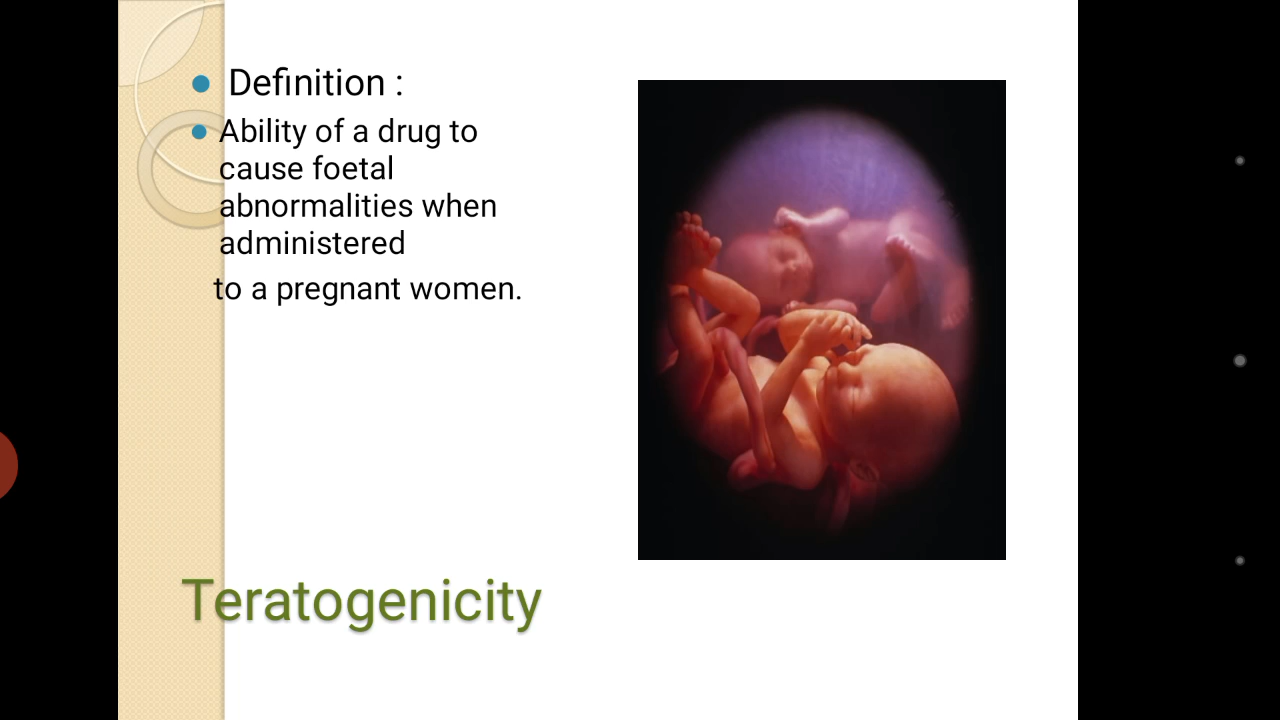 Definition :
Ability of a drug to
cause foetal
abnormalities when
administered
to a pregnant women.
Teratogenicity